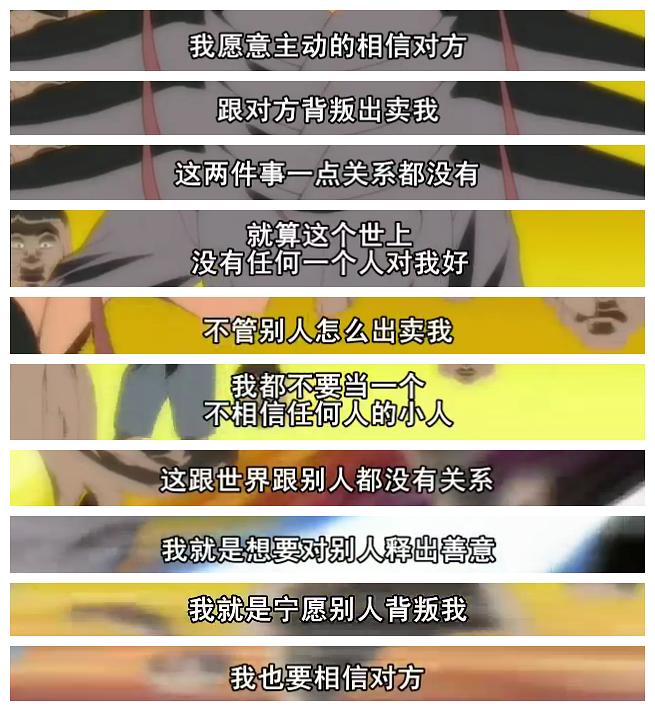 我愿意主动的相信对方
跟对方背叛出卖我
这两件事一点关系都没有
就算这个世上
没有任何一个人对我好
不管别人怎么出卖我
我都不要当一个
不相信任何人的小人
这跟世界跟别人都没有关系
我就是想要对别人释出善意
我就是宁愿别人背叛我
我也要相信对方